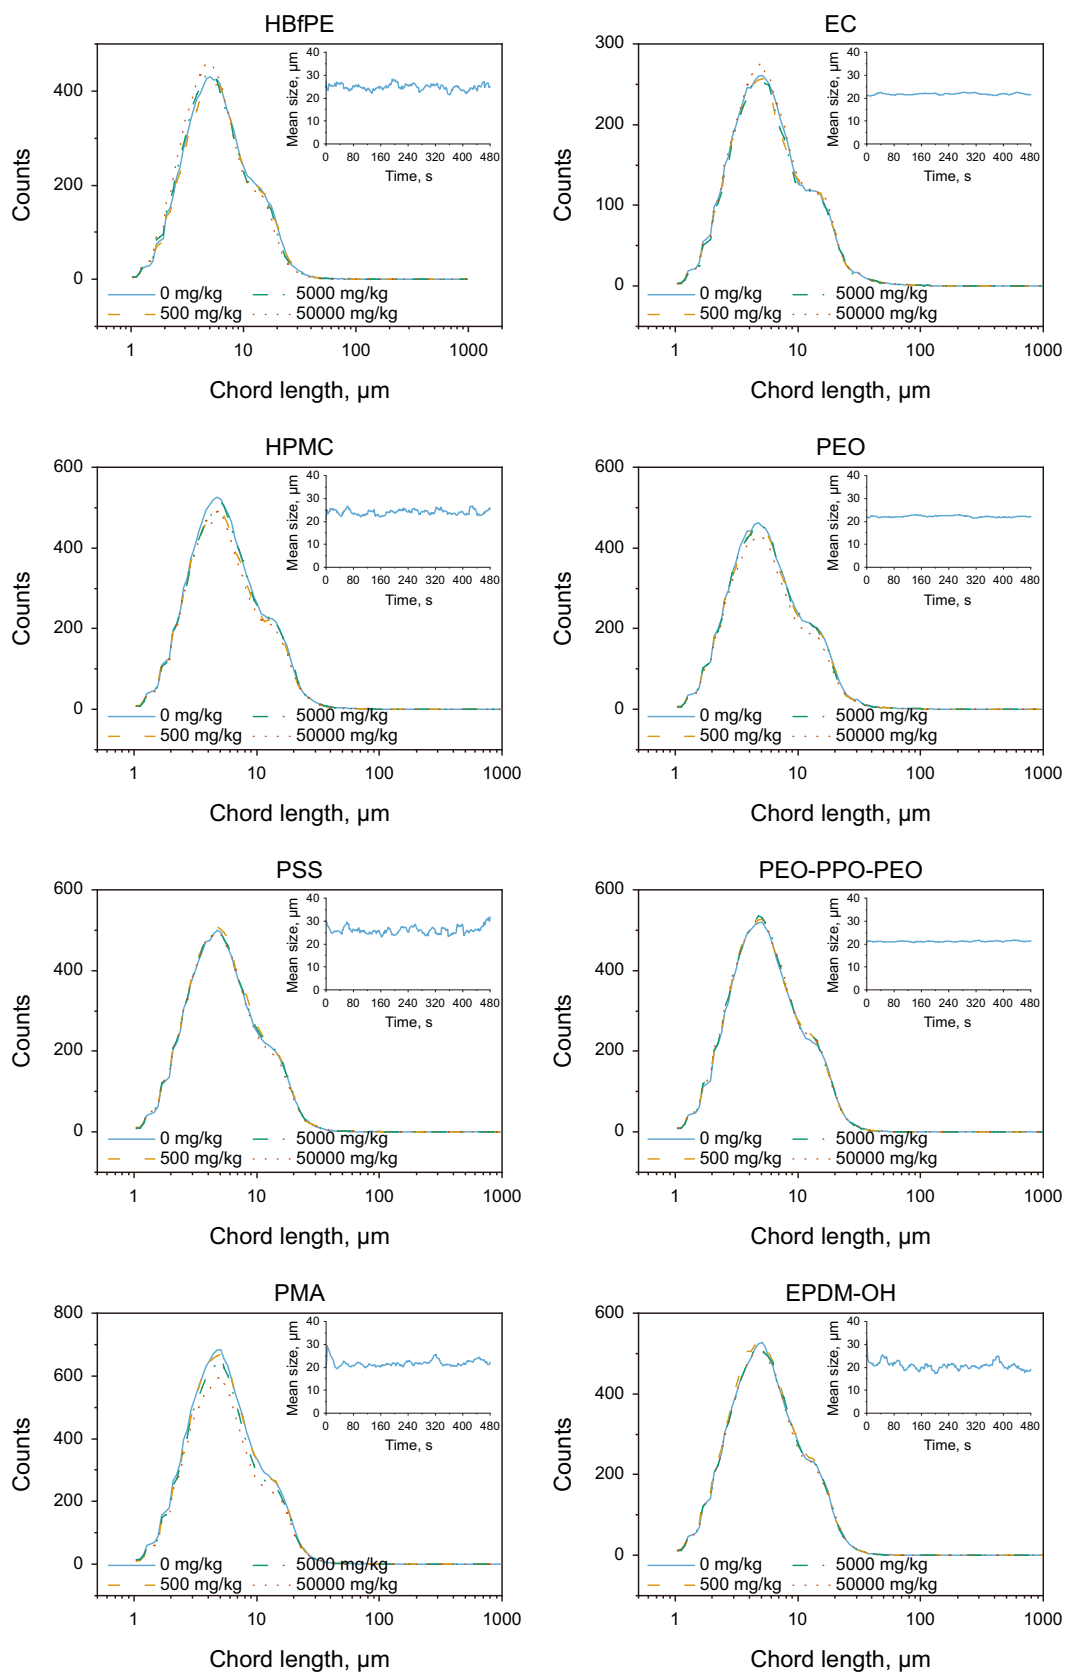 HBfPE
Counts
400
200
0
Mean size, µm
40
30
20
10
0
0 80 160 240 320 400 480
Time, s
0 mg/kg 5000 mg/kg
500 mg/kg 50000 mg/kg
1 10 100 1000
Chord length, µm
EC
Counts
300
200
100
0
Mean size, µm
40
30
20
10
0
0 80 160 240 320 400 480
Time, s
0 mg/kg 5000 mg/kg
500 mg/kg 50000 mg/kg
1 10 100 1000
Chord length, µm
HPMC
Counts
600
400
200
0
Mean size, µm
40
30
20
10
0
0 80 160 240 320 400 480
Time, s
0 mg/kg 5000 mg/kg
500 mg/kg 50000 mg/kg
1 10 100 1000
Chord length, µm
PEO
Counts
600
400
200
0
Mean size, µm
40
30
20
10
0
0 80 160 240 320 400 480
Time, s
0 mg/kg 5000 mg/kg
500 mg/kg 50000 mg/kg
1 10 100 1000
Chord length, µm
PSS
Counts
600
400
200
0
Mean size, µm
40
30
20
10
0
0 80 160 240 320 400 480
Time, s
0 mg/kg 5000 mg/kg
500 mg/kg 50000 mg/kg
1 10 100 1000
Chord length, µm
PEO-PPO-PEO
Counts
600
400
200
0
Mean size, µm
40
30
20
10
0
0 80 160 240 320 400 480
Time, s
0 mg/kg 5000 mg/kg
500 mg/kg 50000 mg/kg
1 10 100 1000
Chord length, µm
PMA
Counts
800
600
400
200
0
Mean size, µm
40
30
20
10
0
0 80 160 240 320 400 480
Time, s
0 mg/kg 5000 mg/kg
500 mg/kg 50000 mg/kg
1 10 100 1000
Chord length, µm
EPDM-OH
Counts
600
400
200
0
Mean size, µm
40
30
20
10
0
0 80 160 240 320 400 480
Time, s
0 mg/kg 5000 mg/kg
500 mg/kg 50000 mg/kg
1 10 100 1000
Chord length, µm